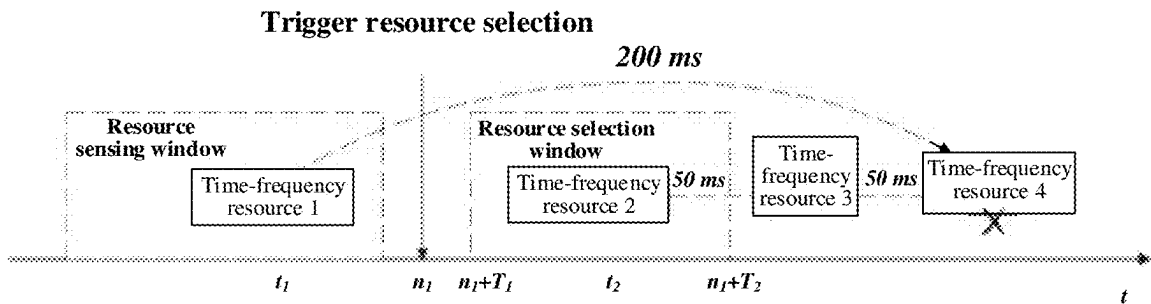 Trigger resource selection
200 ms
Resource
sensing window
Resource selection
window
Time-frequency
resource 1
Time-frequency
resource 2
50 ms
Time-
frequency
resource 3
50 ms
Time-frequency
resource 4
t₁
n₁
n₁+T₁
t₂
n₁+T₂
t